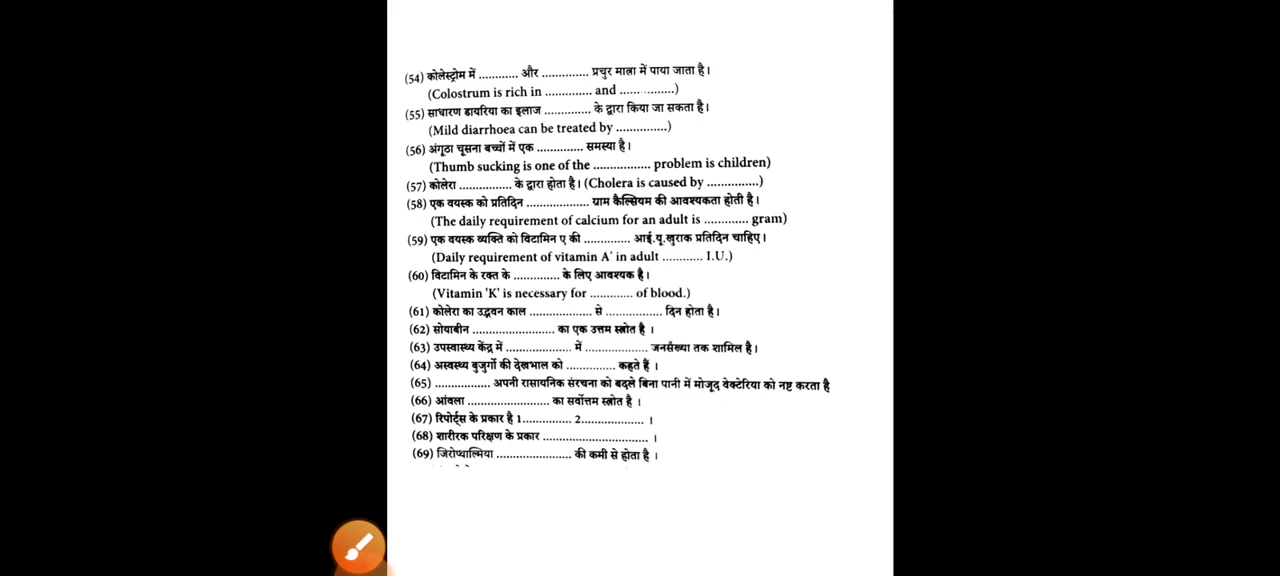 (54) कोलेस्ट्रोम में ............ और .............. प्रचुर मात्रा में पाया जाता है।
(Colostrum is rich in .............. and ................)
(55) साधारण डायरिया का इलाज .............. के द्वारा किया जा सकता है।
(Mild diarrhoea can be treated by ...............)
(56) अंगूठा चूसना बच्चों में एक .............. समस्या है।
(Thumb sucking is one of the ................. problem is children)
(57) कोलेरा ................ के द्वारा होता है। (Cholera is caused by ...............)
(58) एक वयस्क को प्रतिदिन ................... ग्राम कैल्सियम की आवश्यकता होती है।
(The daily requirement of calcium for an adult is ............. gram)
(59) एक वयस्क व्यक्ति को विटामिन ए की .............. आई.यू.खुराक प्रतिदिन चाहिए।
(Daily requirement of vitamin A' in adult ............ I.U.)
(60) विटामिन के रक्त के .............. के लिए आवश्यक है।
(Vitamin 'K' is necessary for ............. of blood.)
(61) कोलेरा का उद्भवन काल ................... से ................. दिन होता है।
(62) सोयाबीन ......................... का एक उत्तम स्त्रोत है ।
(63) उपस्वास्थ्य केंद्र में .................... में ................... जनसँख्या तक शामिल है।
(64) अस्वस्थ्य बुजुर्गो की देखभाल को ............... कहते हैं ।
(65) ................. अपनी रासायनिक संरचना को बदले बिना पानी में मोजूद वेक्टेरिया को नष्ट करता है
(66) आंवला ......................... का सर्वोत्तम स्त्रोत है ।
(67) रिपोर्ट्स के प्रकार है 1............... 2................... ।
(68) शारीरक परिक्षण के प्रकार ................................ ।
(69) जिरोप्थाल्मिया ....................... की कमी से होता है ।